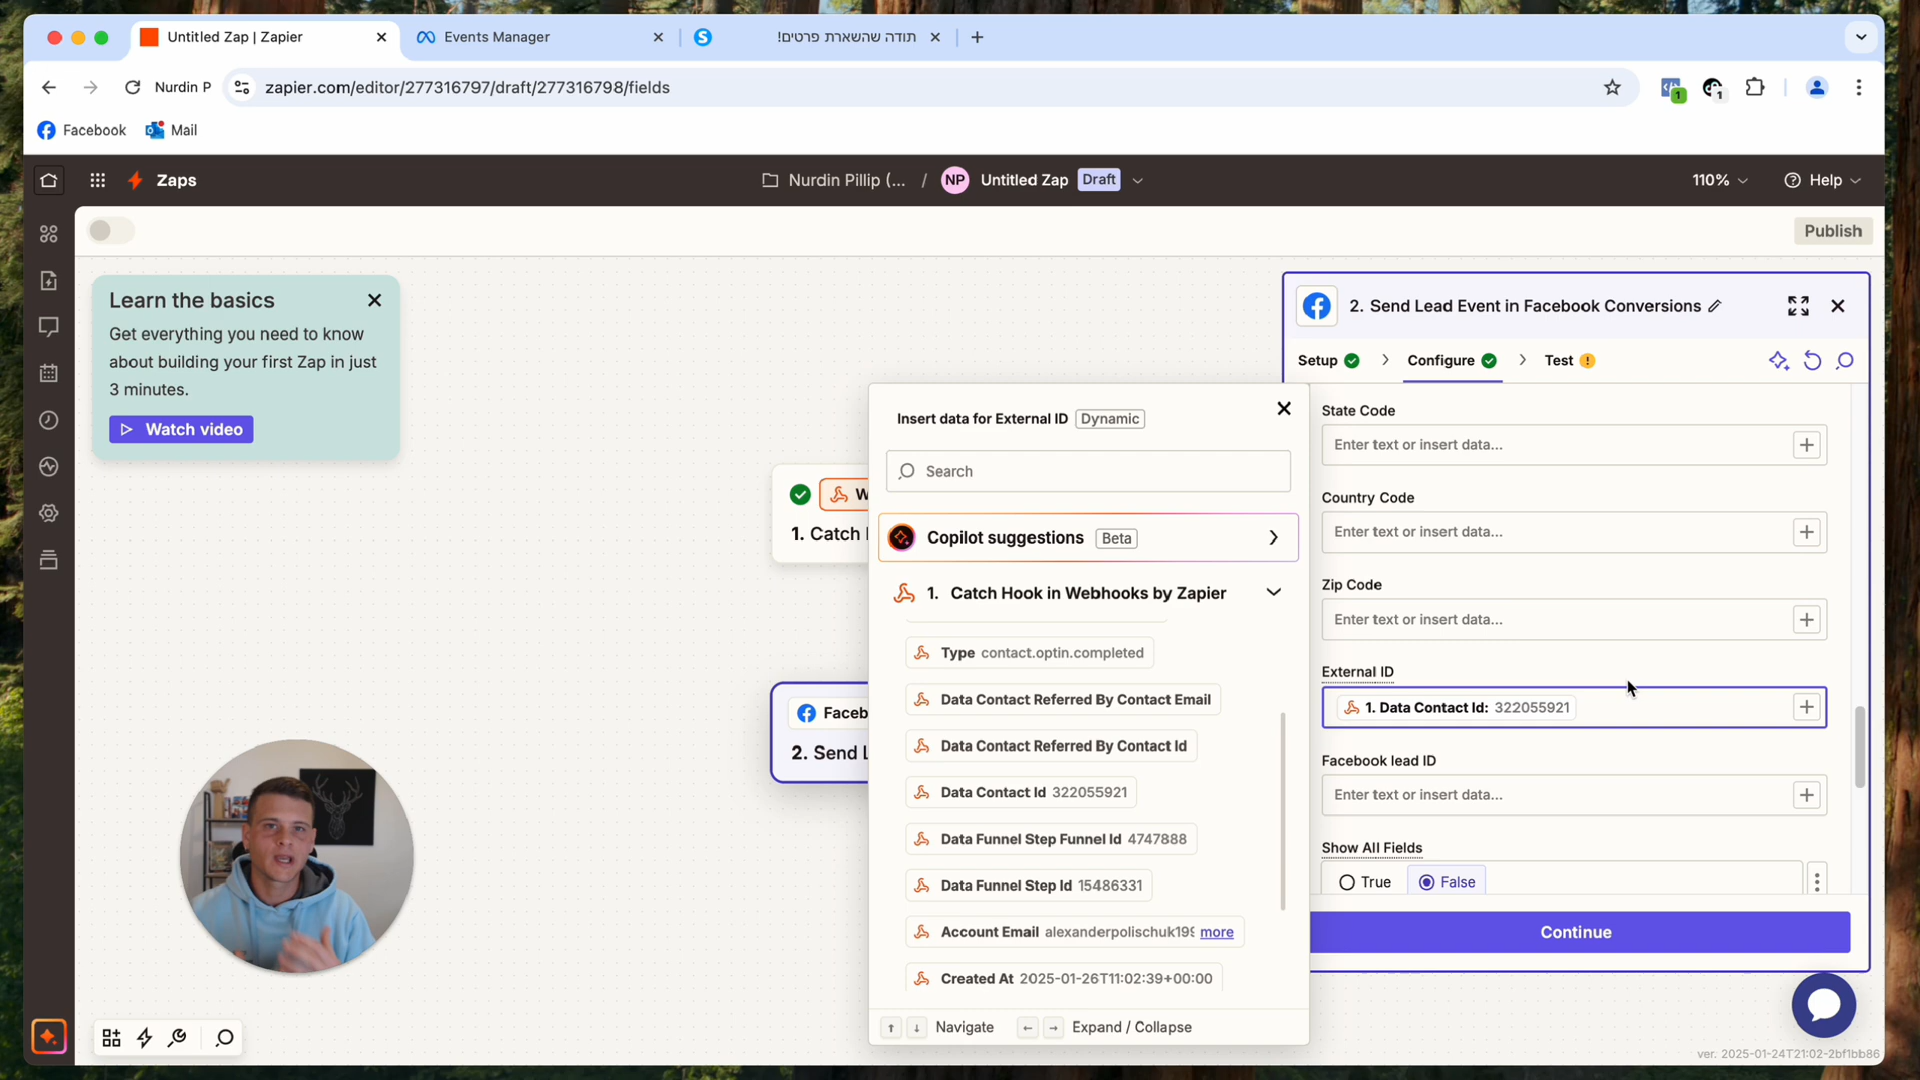 Untitled Zap | Zapier
Events Manager
תודה שהשארת פרטים!
Nurdin P
zapier.com/editor/277316797/draft/277316798/fields
1
1
Facebook
Mail
Zaps
Nurdin Pillip (... / NP Untitled Zap Draft
110%
Help
Publish
Learn the basics
Get everything you need to know
about building your first Zap in just
3 minutes.
Watch video
1. Catch
Faceb
2. Send L
Insert data for External ID Dynamic
Search
Copilot suggestions Beta
1. Catch Hook in Webhooks by Zapier
Type contact.optin.completed
Data Contact Referred By Contact Email
Data Contact Referred By Contact Id
Data Contact Id 322055921
Data Funnel Step Funnel Id 4747888
Data Funnel Step Id 15486331
Account Email alexanderpolischuk199 more
Created At 2025-01-26T11:02:39+00:00
↑ ↓ Navigate ← → Expand / Collapse
2. Send Lead Event in Facebook Conversions
Setup
Configure
Test
State Code
Enter text or insert data...
Country Code
Enter text or insert data...
Zip Code
Enter text or insert data...
External ID
1. Data Contact Id: 322055921
Facebook lead ID
Enter text or insert data...
Show All Fields
True
False
Continue
ver. 2025-01-24T21:02-2bf1bb86